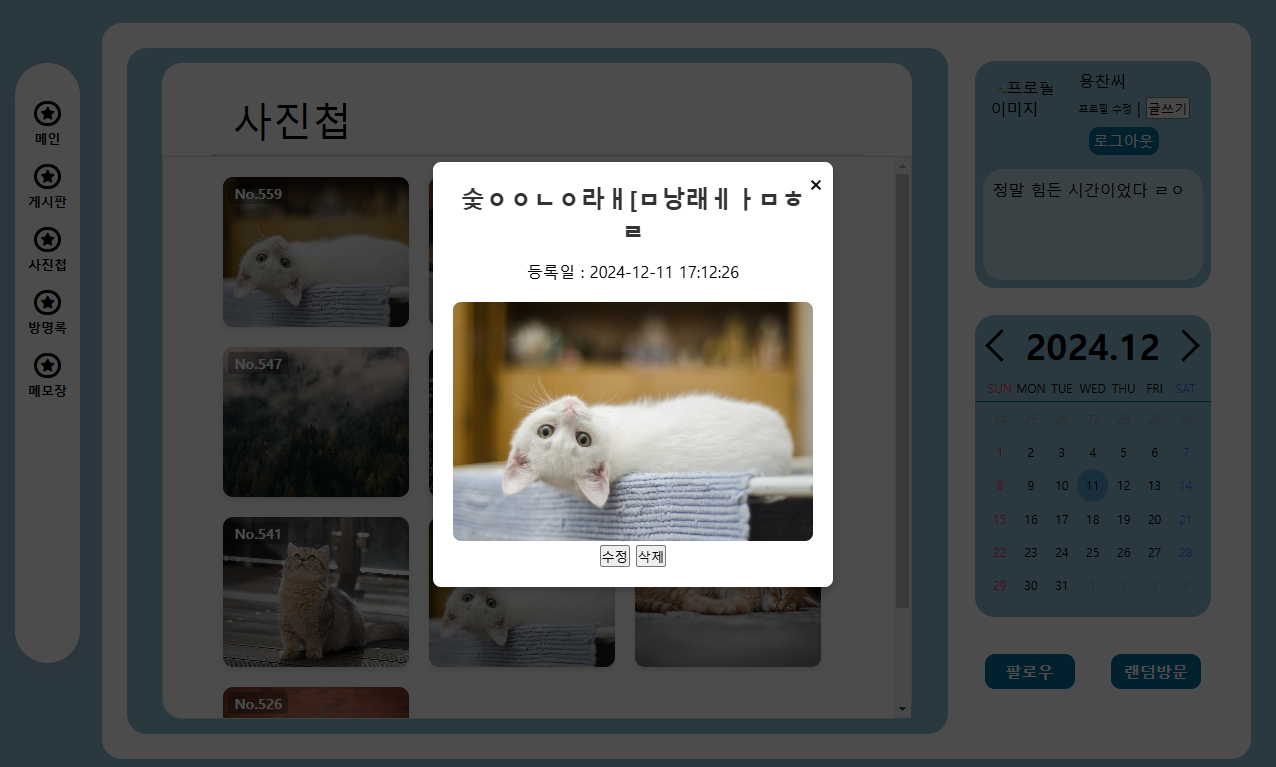 메인
게시판
사진첩
방명록
메모장
사진첩
No.559
No.547
No.541
No.526
숯ㅇㅇㄴㅇ라ㅐ[ㅁ낭래ㅔㅏㅁㅎ
ㄹ
×
등록일 : 2024-12-11 17:12:26
수정 삭제
프로필
이미지
용찬씨
프로필 수정 | 글쓰기
로그아웃
정말 힘든 시간이었다 ㄹㅇ
2024.12
SUN MON TUE WED THU FRI SAT
24 25 26 27 28 29 30
1 2 3 4 5 6 7
8 9 10 11 12 13 14
15 16 17 18 19 20 21
22 23 24 25 26 27 28
29 30 31 1 2 3 4
팔로우 랜덤방문